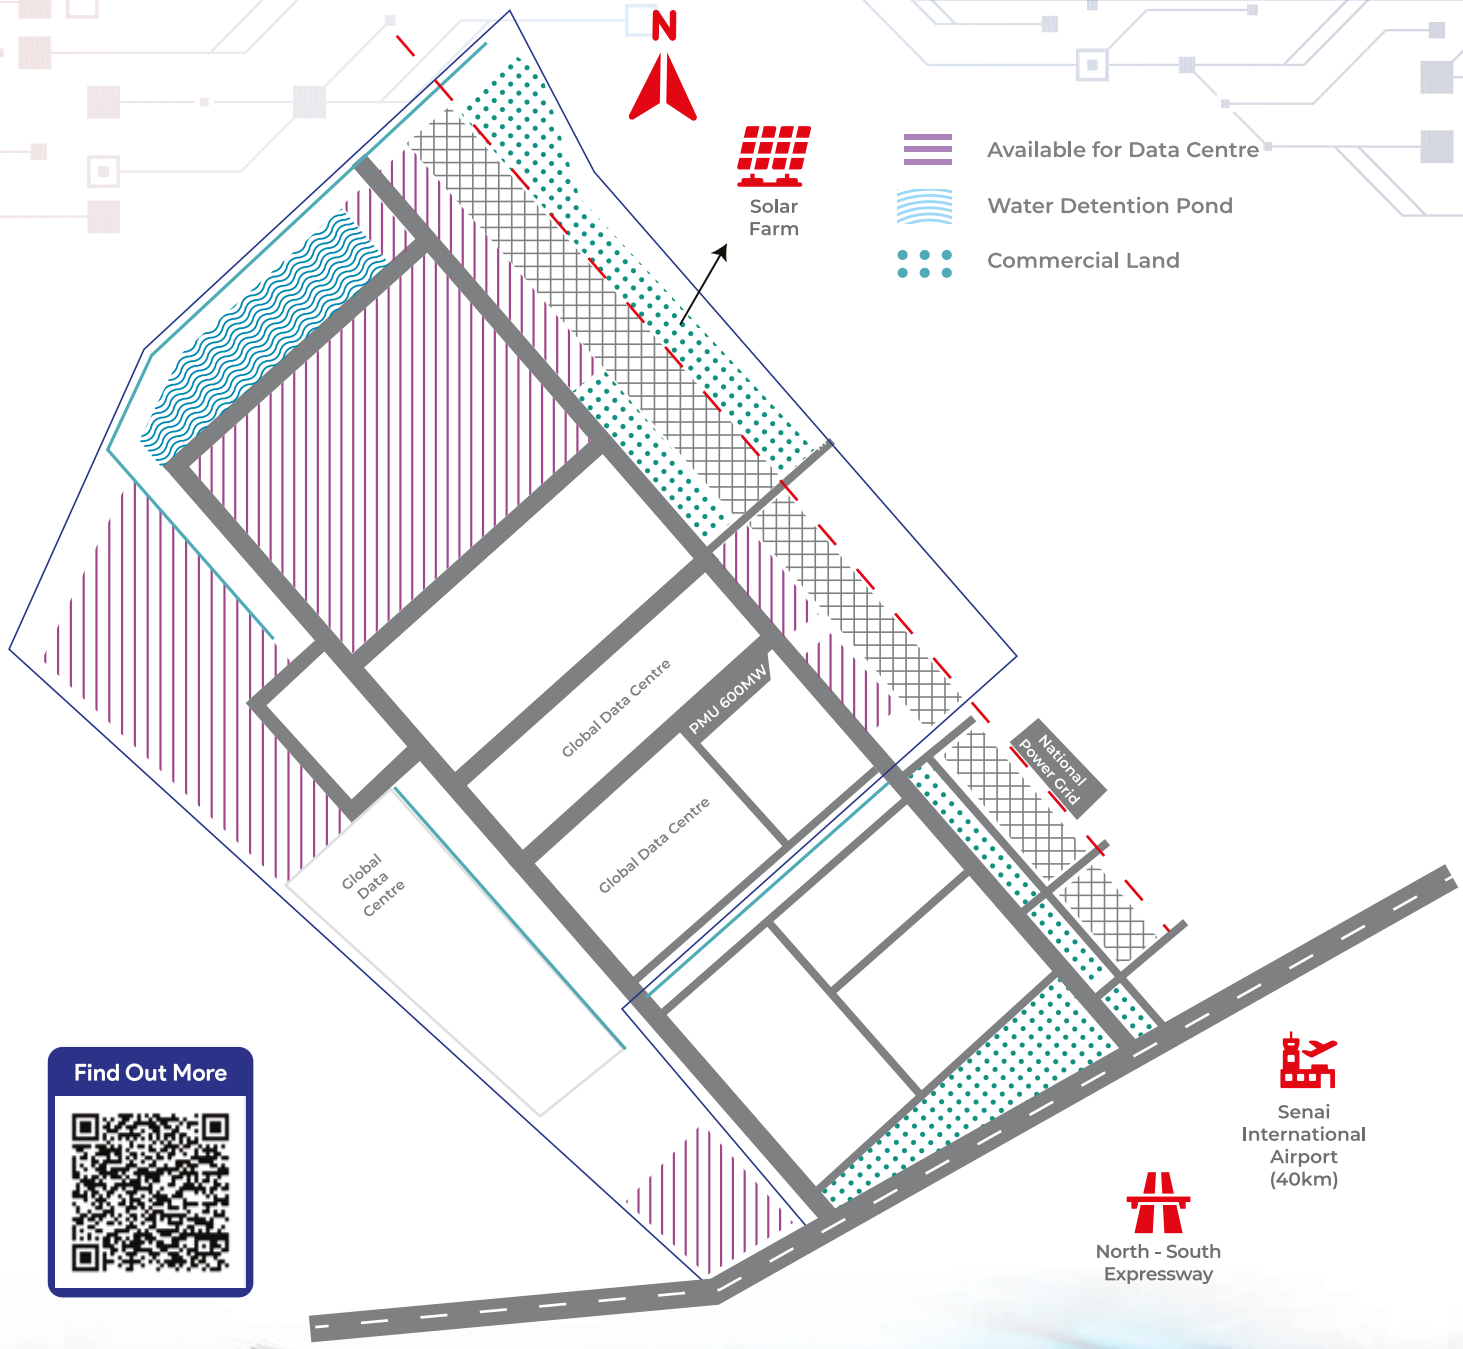 N
Solar
Farm
Available for Data Centre
Water Detention Pond
Commercial Land
Global Data Centre
PMU 600MW
Global Data Centre
National
Power Grid
Global
Data
Centre
Find Out More
Senai
International
Airport
(40km)
North - South
Expressway